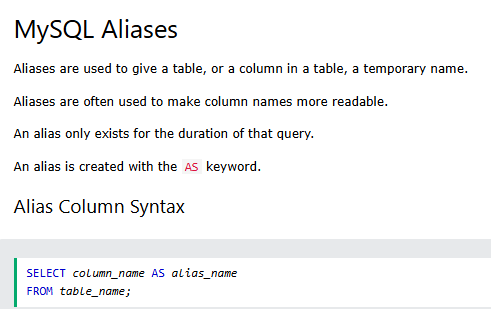 MySQL Aliases
Aliases are used to give a table, or a column in a table, a temporary name.
Aliases are often used to make column names more readable.
An alias only exists for the duration of that query.
An alias is created with the AS keyword.
Alias Column Syntax
SELECT column_name AS alias_name
FROM table_name;